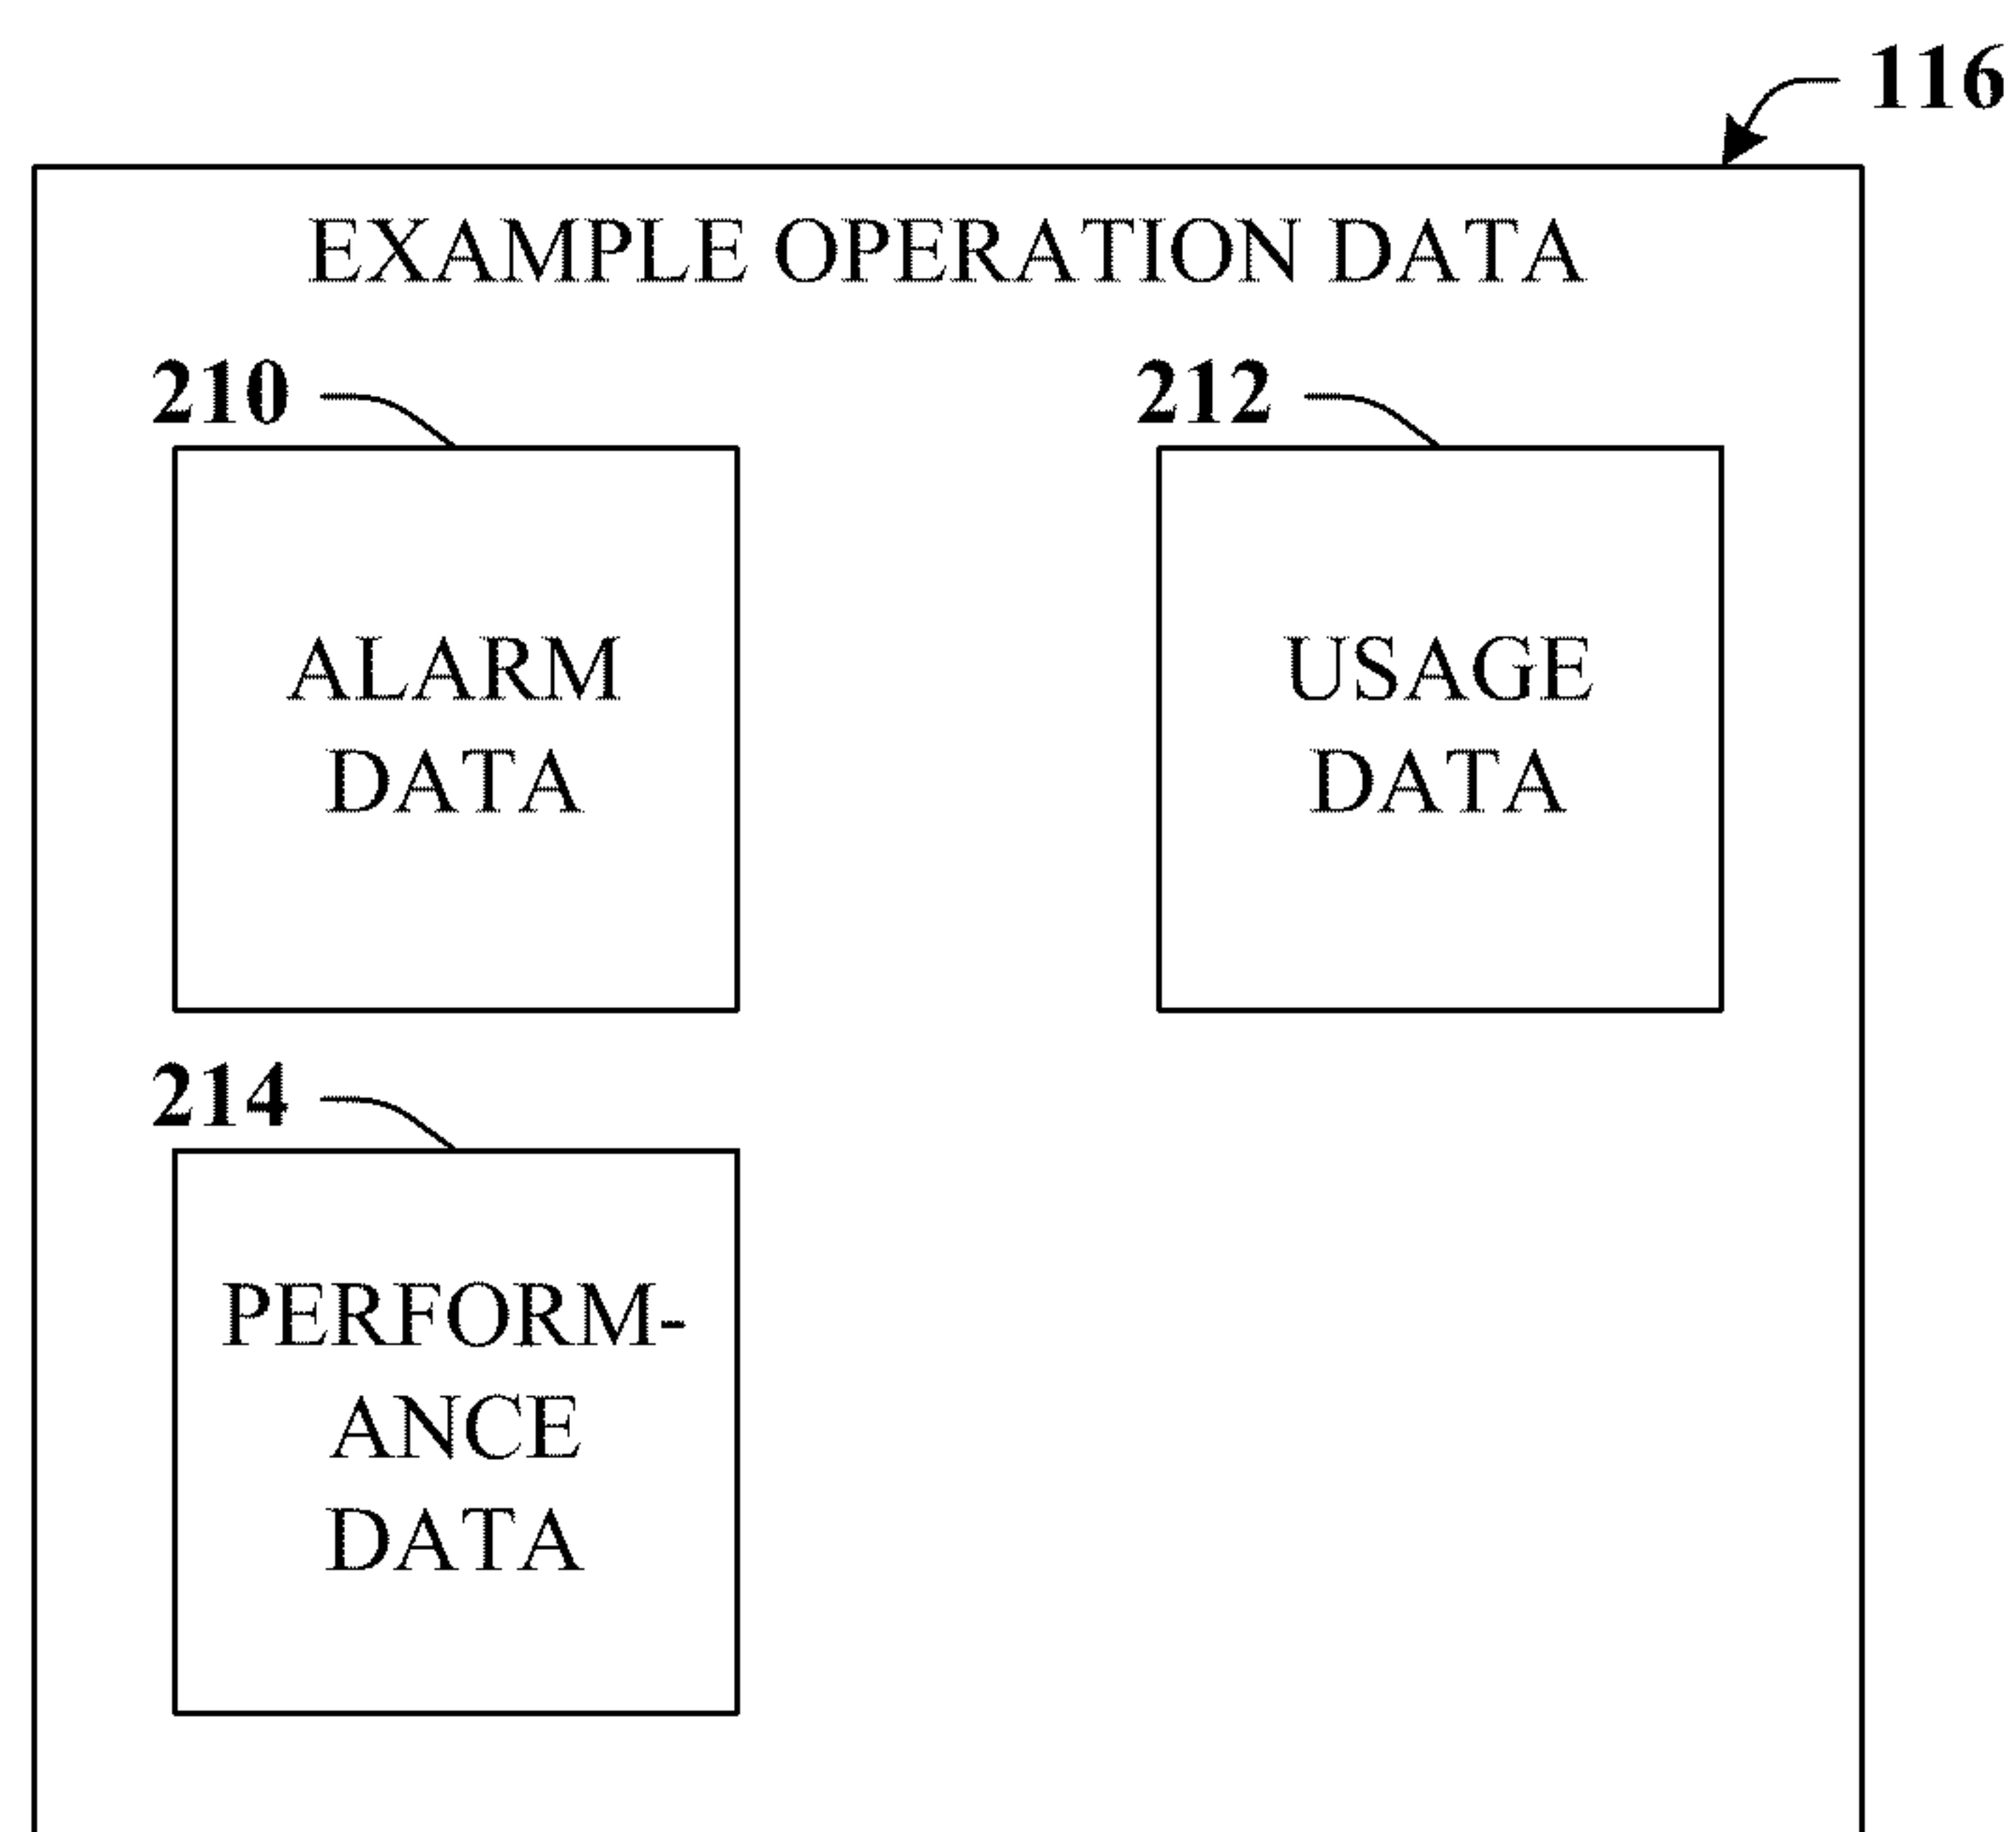 116
EXAMPLE OPERATION DATA
210
212
ALARM
DATA
USAGE
DATA
214
PERFORM-
ANCE
DATA